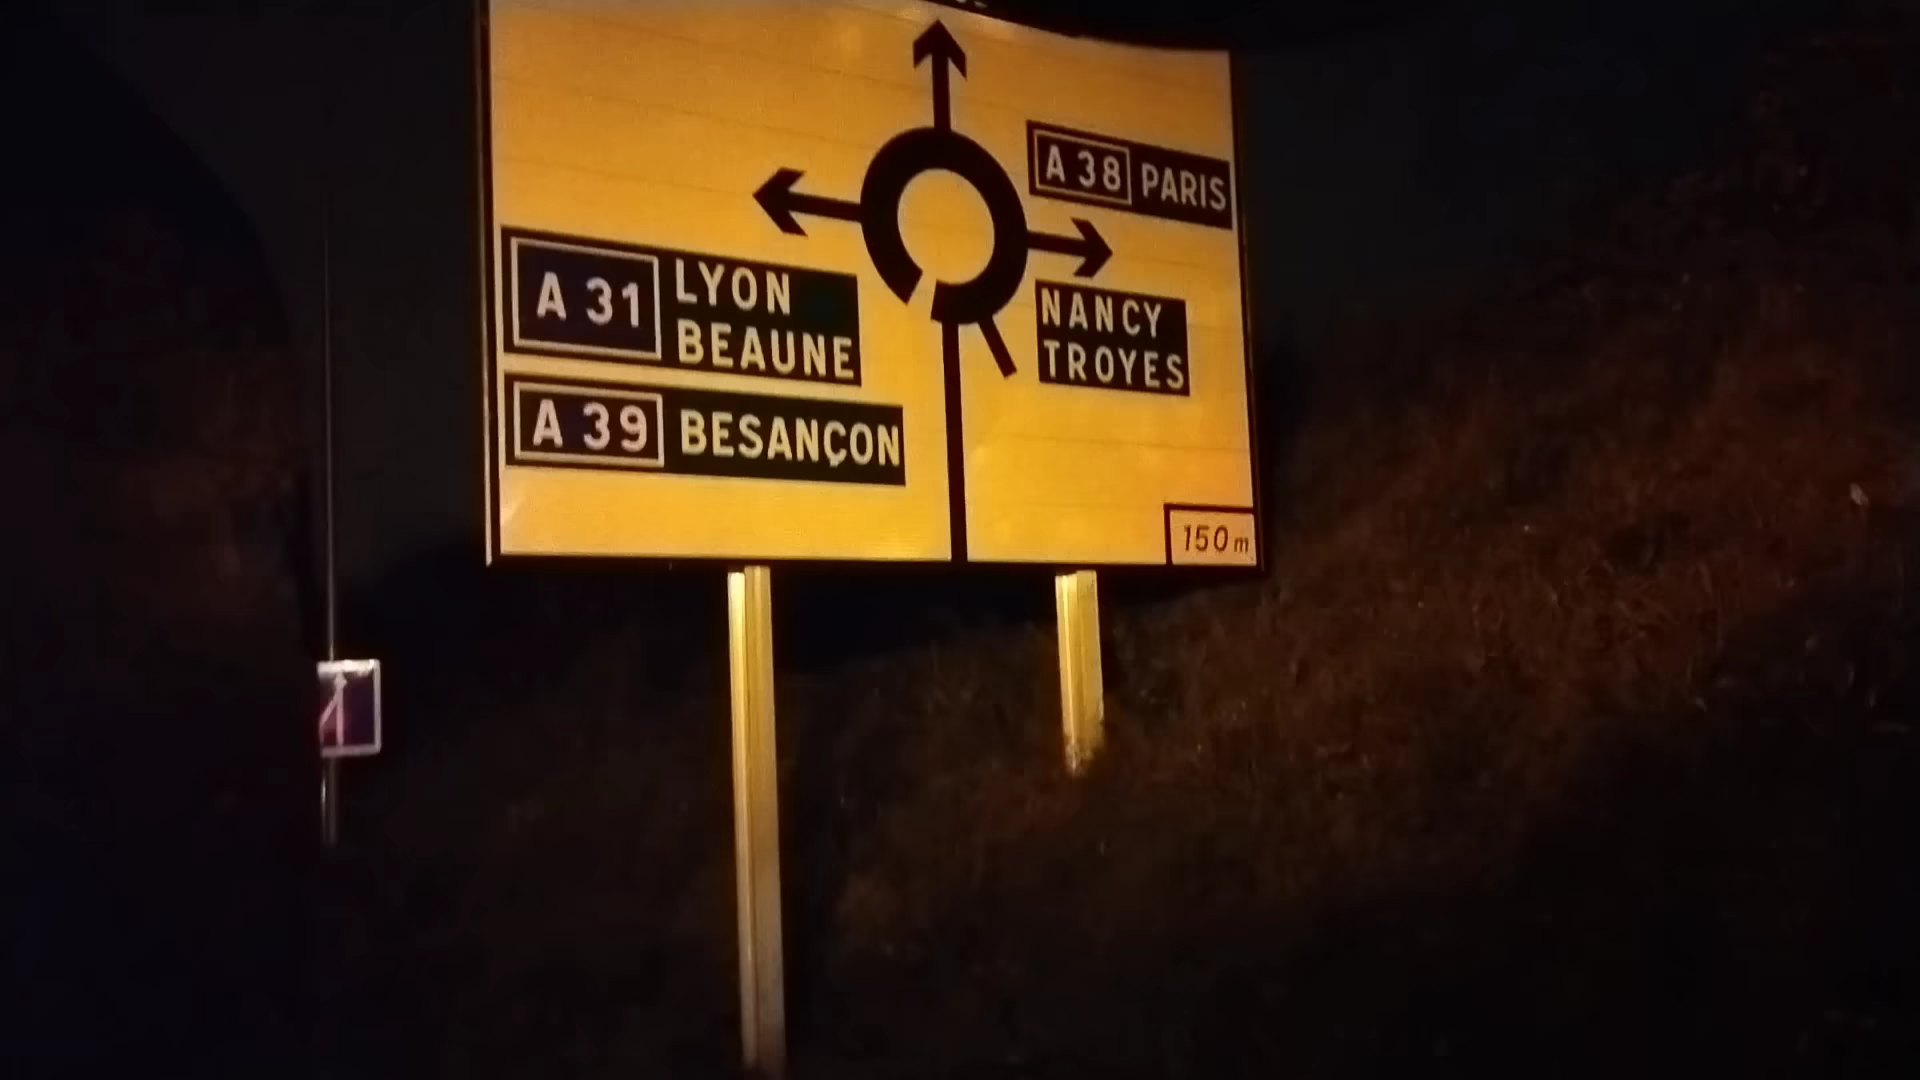 A 38 PARIS
NANCY
TROYES
A 31 LYON
BEAUNE
A 39 BESANÇON
150 m